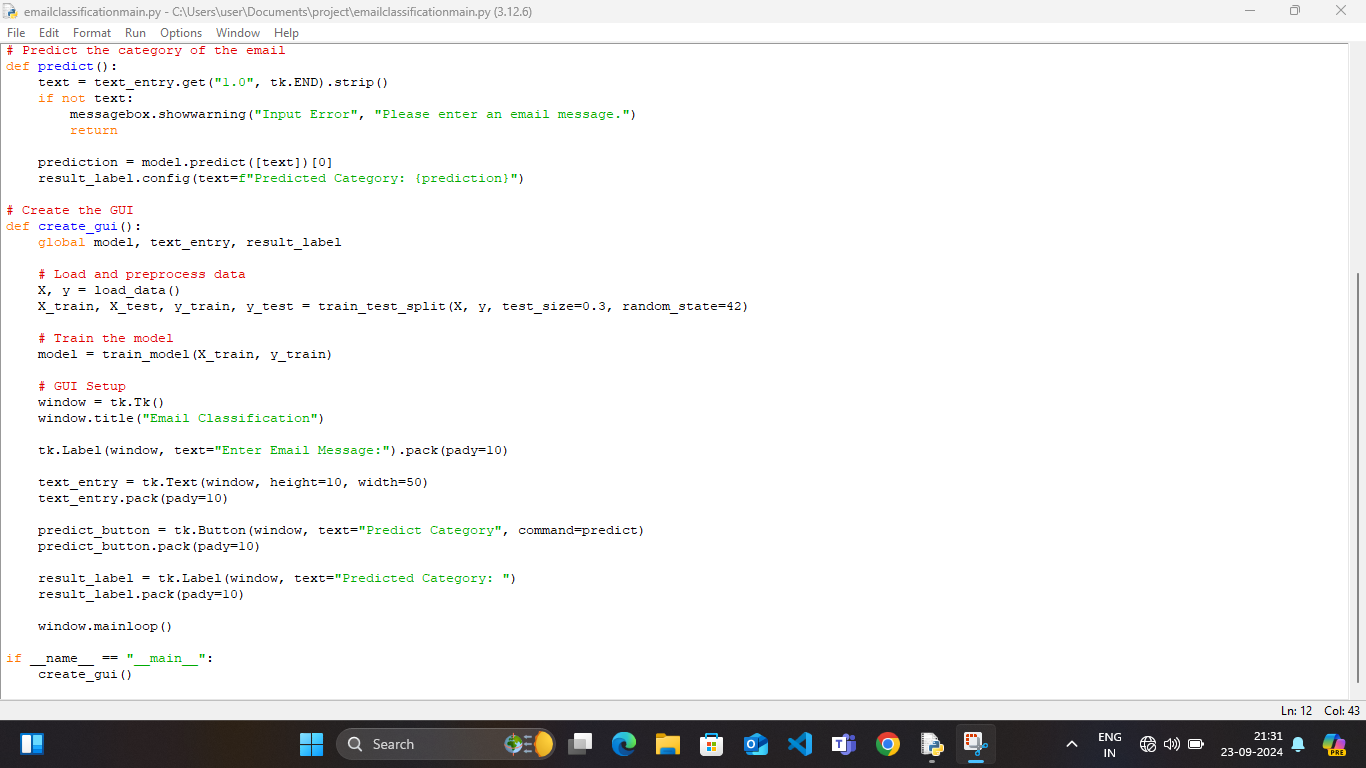 emailclassificationmain.py - C:\Users\user\Documents\project\emailclassificationmain.py (3.12.6)
File Edit Format Run Options Window Help
# Predict the category of the email
def predict():
    text = text_entry.get("1.0", tk.END).strip()
    if not text:
        messagebox.showwarning("Input Error", "Please enter an email message.")
        return
    prediction = model.predict([text])[0]
    result_label.config(text=f"Predicted Category: {prediction}")
# Create the GUI
def create_gui():
    global model, text_entry, result_label
    # Load and preprocess data
    X, y = load_data()
    X_train, X_test, y_train, y_test = train_test_split(X, y, test_size=0.3, random_state=42)
    # Train the model
    model = train_model(X_train, y_train)
    # GUI Setup
    window = tk.Tk()
    window.title("Email Classification")
    tk.Label(window, text="Enter Email Message:").pack(pady=10)
    text_entry = tk.Text(window, height=10, width=50)
    text_entry.pack(pady=10)
    predict_button = tk.Button(window, text="Predict Category", command=predict)
    predict_button.pack(pady=10)
    result_label = tk.Label(window, text="Predicted Category: ")
    result_label.pack(pady=10)
    window.mainloop()
if __name__ == "__main__":
    create_gui()
Ln: 12 Col: 43
Search
ENG
IN
21:31
23-09-2024
PRE